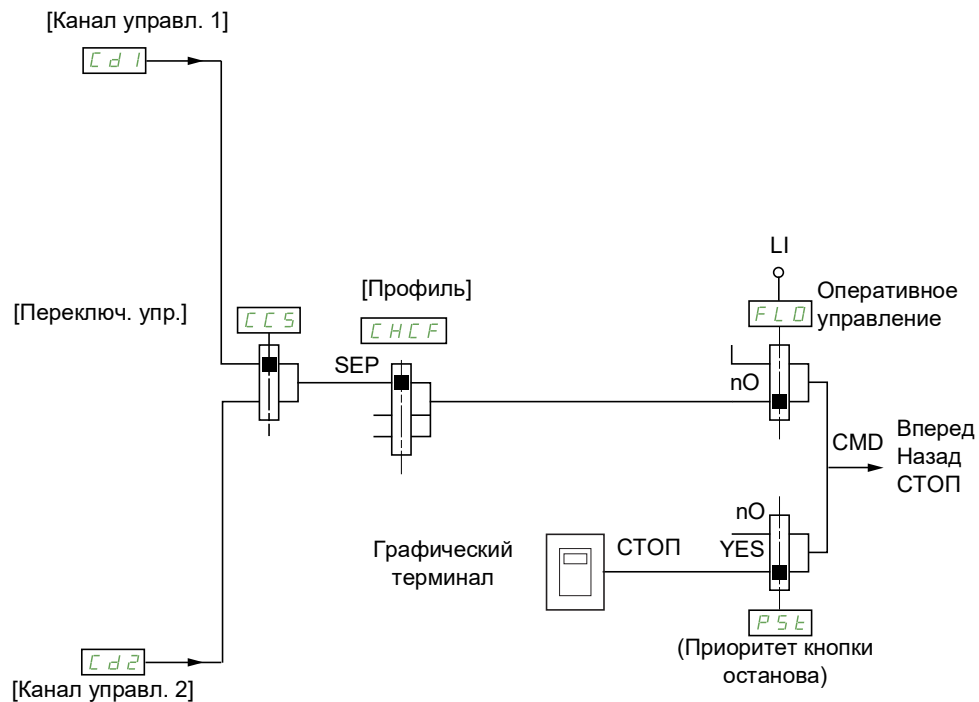 [Канал управл. 1]
Cd1
LI
[Профиль]
Оперативное
[Переключ. упр.]
CCS
FLO
управление
CHCF
SEP
nO
CMD
Вперед
Назад
СТОП
nO
Графический
терминал
СТОП
YES
PSt
(Приоритет кнопки
останова)
Cd2
[Канал управл. 2]